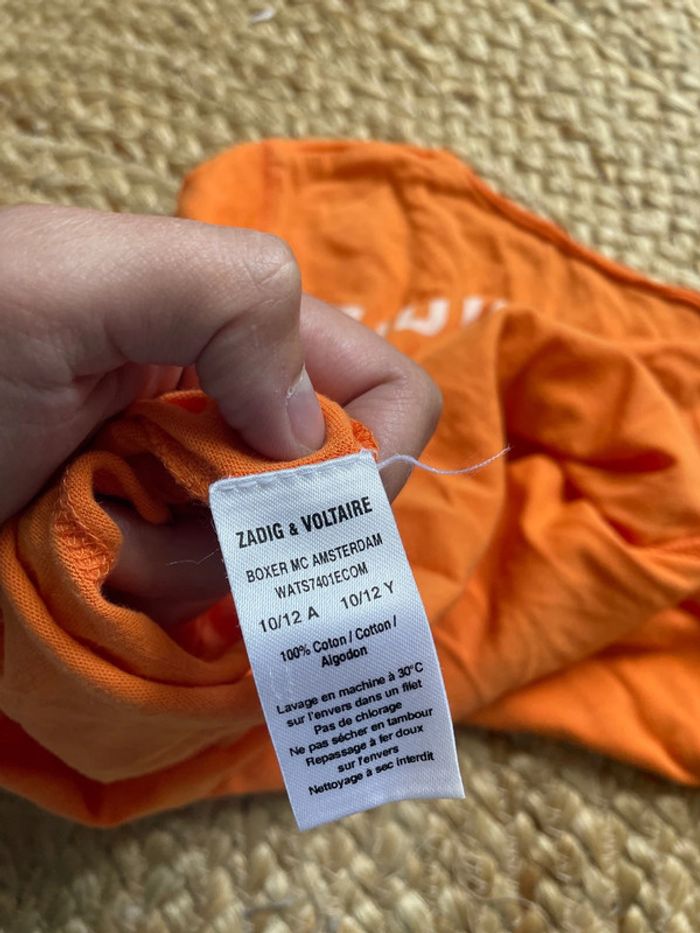 ZADIG & VOLTAIRE
BOXER MC AMSTERDAM
WATS7401ECOM
10/12 A 10/12 Y
100% Coton / Cotton /
Algodon
Lavage en machine à 30°C
sur l'envers dans un filet
Pas de chlorage
Ne pas sécher en tambour
Repassage à fer doux
sur l'envers
Nettoyage à sec interdit